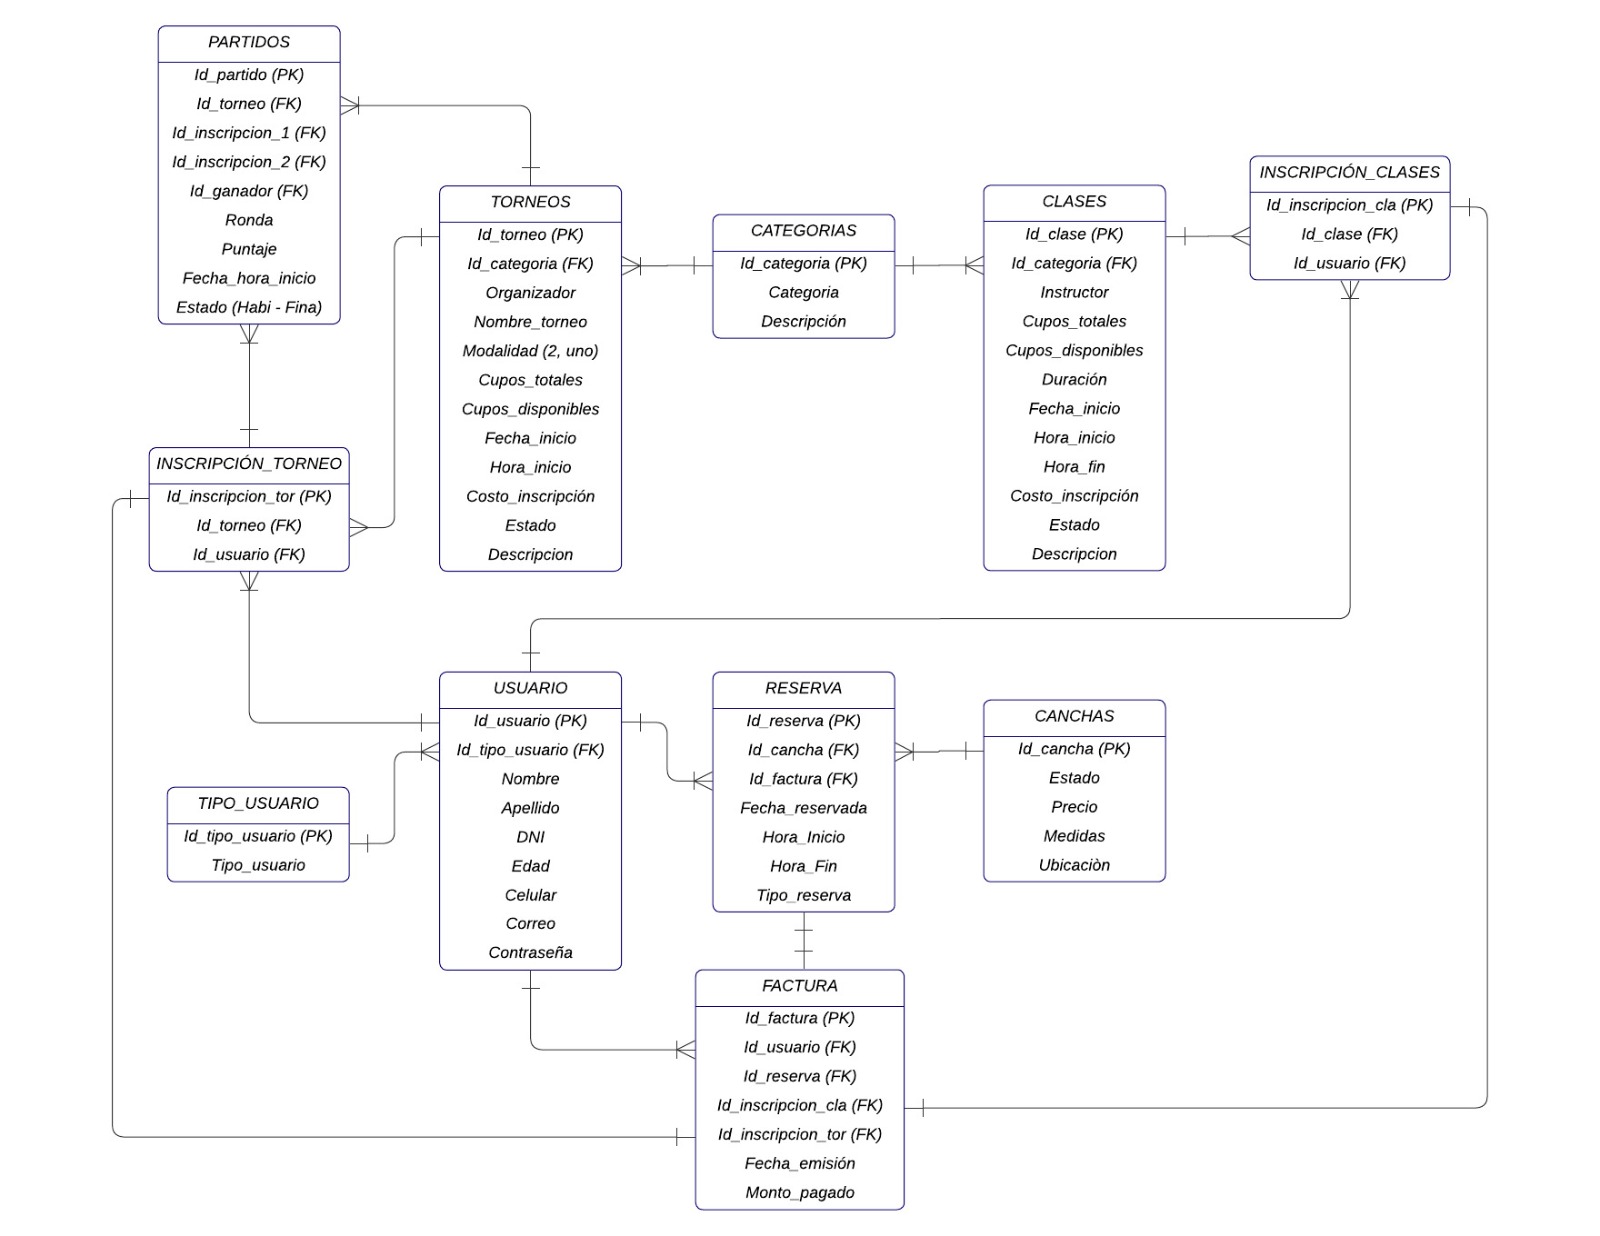 PARTIDOS
Id_partido (PK)
Id_torneo (FK)
Id_inscripcion_1 (FK)
Id_inscripcion_2 (FK)
Id_ganador (FK)
Ronda
Puntaje
Fecha_hora_inicio
Estado (Habi - Fina)
TORNEOS
Id_torneo (PK)
Id_categoria (FK)
Organizador
Nombre_torneo
Modalidad (2, uno)
Cupos_totales
Cupos_disponibles
Fecha_inicio
Hora_inicio
Costo_inscripción
Estado
Descripcion
CATEGORIAS
Id_categoria (PK)
Categoria
Descripción
CLASES
Id_clase (PK)
Id_categoria (FK)
Instructor
Cupos_totales
Cupos_disponibles
Duración
Fecha_inicio
Hora_inicio
Hora_fin
Costo_inscripción
Estado
Descripcion
INSCRIPCIÓN_CLASES
Id_inscripcion_cla (PK)
Id_clase (FK)
Id_usuario (FK)
INSCRIPCIÓN_TORNEO
Id_inscripcion_tor (PK)
Id_torneo (FK)
Id_usuario (FK)
TIPO_USUARIO
Id_tipo_usuario (PK)
Tipo_usuario
USUARIO
Id_usuario (PK)
Id_tipo_usuario (FK)
Nombre
Apellido
DNI
Edad
Celular
Correo
Contraseña
RESERVA
Id_reserva (PK)
Id_cancha (FK)
Id_factura (FK)
Fecha_reservada
Hora_Inicio
Hora_Fin
Tipo_reserva
CANCHAS
Id_cancha (PK)
Estado
Precio
Medidas
Ubicaciòn
FACTURA
Id_factura (PK)
Id_usuario (FK)
Id_reserva (FK)
Id_inscripcion_cla (FK)
Id_inscripcion_tor (FK)
Fecha_emisión
Monto_pagado